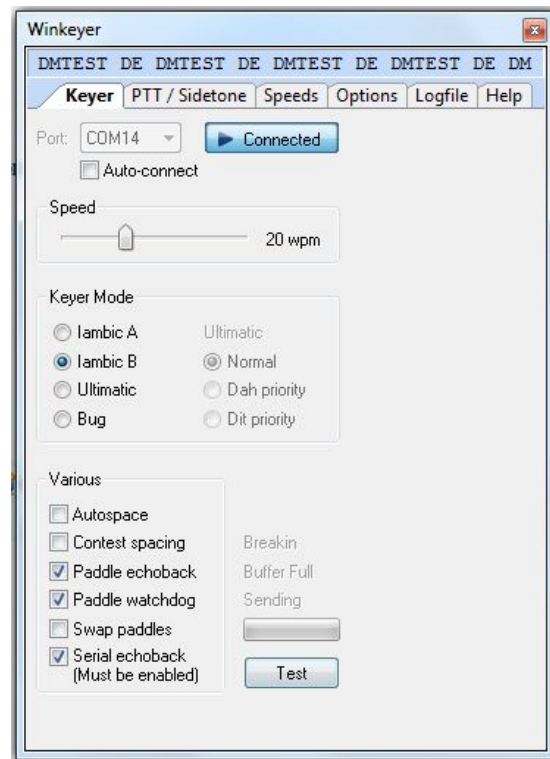 Winkeyer
DMTEST DE DMTEST DE DMTEST DE DMTEST DE DM
Keyer PTT / Sidetone Speeds Options Logfile Help
Port: COM14 Connected
Auto-connect
Speed
20 wpm
Keyer Mode
Iambic A Ultimatic
Iambic B Normal
Ultimatic Dah priority
Bug Dit priority
Various
Autospace
Contest spacing Breakin
Paddle echoback Buffer Full
Paddle watchdog Sending
Swap paddles
Serial echoback
(Must be enabled) Test